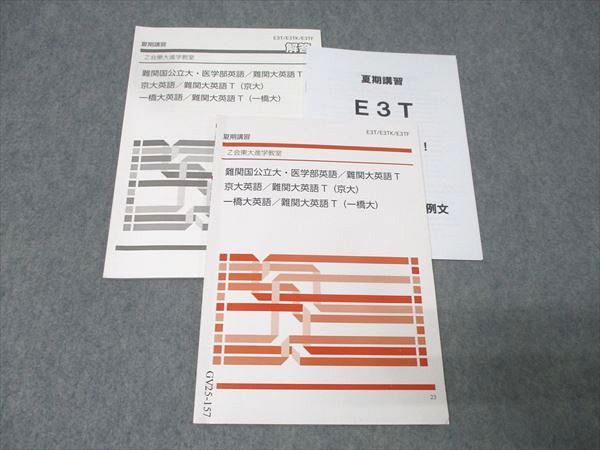 E3T/E3TK/E3TF
夏期講習
解答
Z会東大進学教室
難関国公立大・医学部英語/難関大英語T
京大英語/難関大英語T(京大)
一橋大英語/難関大英語T(一橋大)
夏期講習
E3T
!
例文
夏期講習
E3T/E3TK/E3TF
Z会東大進学教室
難関国公立大・医学部英語/難関大英語T
京大英語/難関大英語T(京大)
一橋大英語/難関大英語T(一橋大)
GV25-157
23